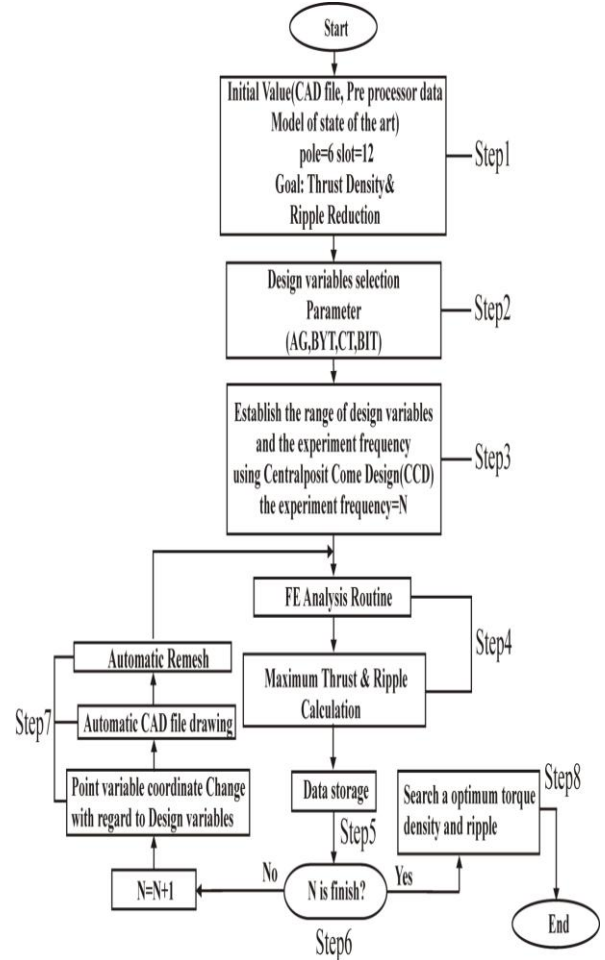 Start
Initial Value(CAD file, Pre processor data
Model of state of the art)
pole=6 slot=12
Goal: Thrust Density&
Ripple Reduction
Step1
Design variables selection
Parameter
(AG,BYT,CT,BIT)
Step2
Establish the range of design variables
and the experiment frequency
using Centralposit Come Design(CCD)
the experiment frequency=N
Step3
FE Analysis Routine
Maximum Thrust & Ripple
Calculation
Step4
Data storage
Step5
N is finish?
Step6
No
Yes
N=N+1
Point variable coordinate Change
with regard to Design variables
Automatic CAD file drawing
Automatic Remesh
Step7
Search a optimum torque
density and ripple
Step8
End